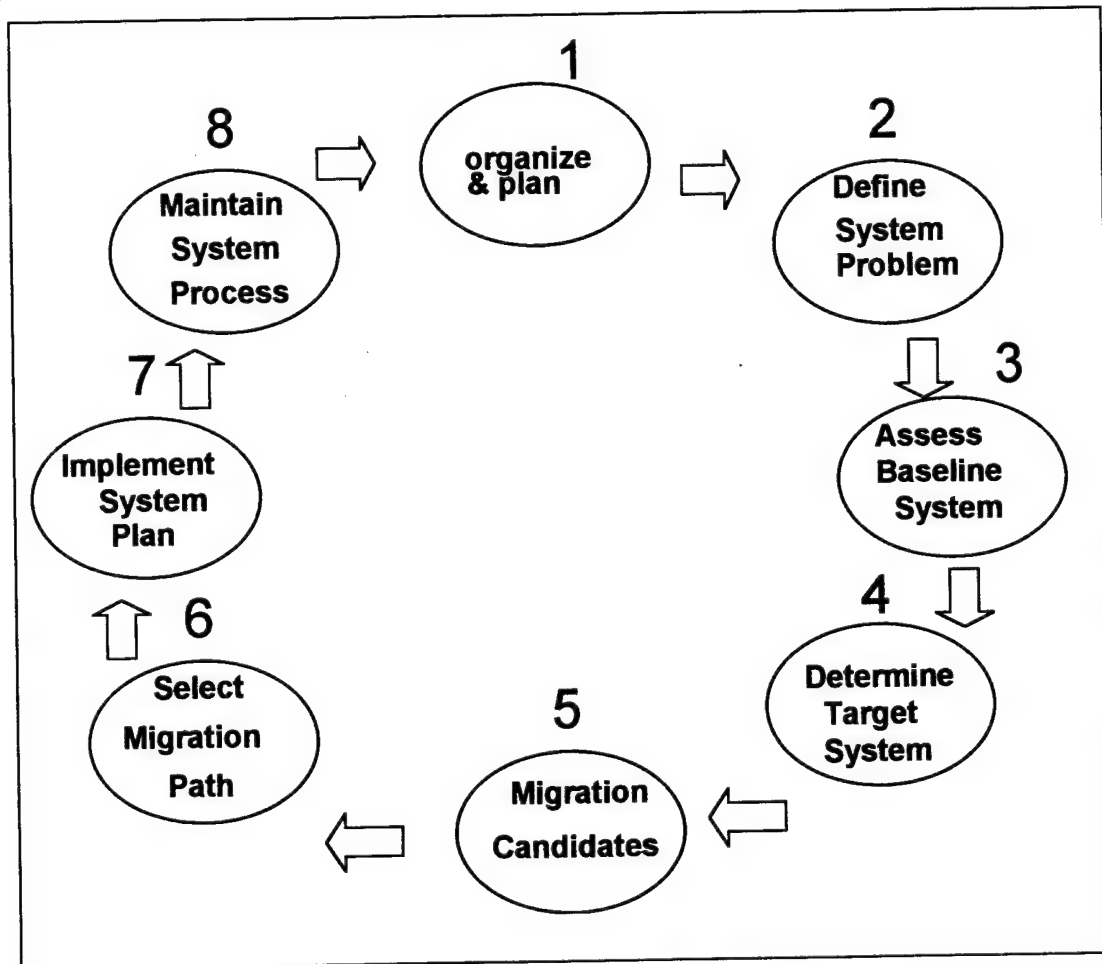 1
organize
& plan
2
Define
System
Problem
3
Assess
Baseline
System
4
Determine
Target
System
5
Migration
Candidates
6
Select
Migration
Path
7
Implement
System
Plan
8
Maintain
System
Process